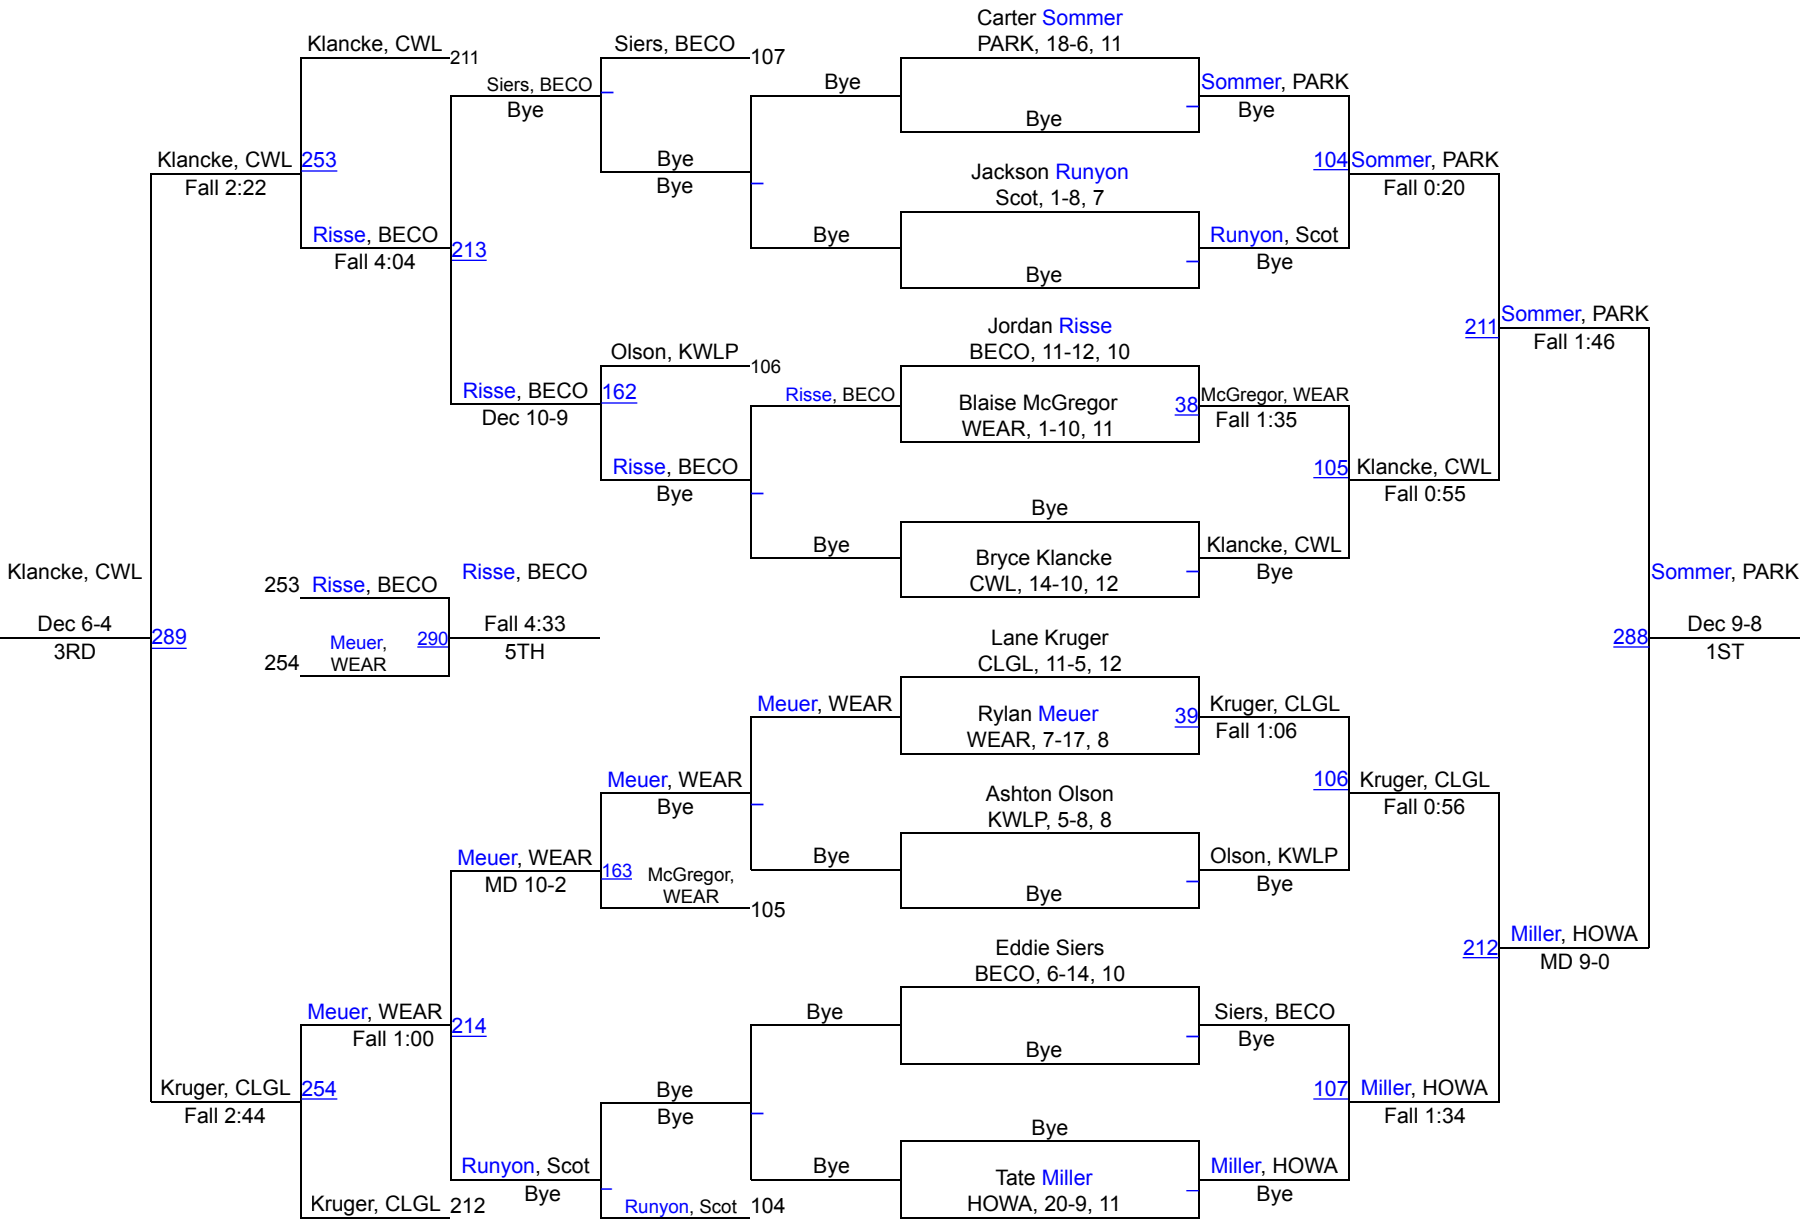 Carter Sommer
PARK, 18-6, 11
Klancke, CWL
211
Siers, BECO
107
Siers, BECO
Bye
Bye
Bye
Sommer, PARK
Bye
Klancke, CWL
253
Fall 2:22
Bye
Bye
Jackson Runyon
Scot, 1-8, 7
104
Sommer, PARK
Fall 0:20
Risse, BECO
Fall 4:04
213
Bye
Bye
Runyon, Scot
Bye
Jordan Risse
BECO, 11-12, 10
211
Sommer, PARK
Fall 1:46
Olson, KWLP
106
Risse, BECO
162
Dec 10-9
Risse, BECO
Blaise McGregor
WEAR, 1-10, 11
38
McGregor, WEAR
Fall 1:35
Risse, BECO
Bye
105
Klancke, CWL
Fall 0:55
Bye
Bye
Bryce Klancke
CWL, 14-10, 12
Klancke, CWL
Bye
Klancke, CWL
Dec 6-4
3RD
289
253
Risse, BECO
Risse, BECO
254
Meuer,
WEAR
290
Fall 4:33
5TH
Sommer, PARK
288
Dec 9-8
1ST
Lane Kruger
CLGL, 11-5, 12
Meuer, WEAR
Rylan Meuer
WEAR, 7-17, 8
39
Kruger, CLGL
Fall 1:06
Meuer, WEAR
Bye
Ashton Olson
KWLP, 5-8, 8
106
Kruger, CLGL
Fall 0:56
Meuer, WEAR
MD 10-2
163
McGregor,
WEAR
105
Bye
Bye
Olson, KWLP
Bye
Eddie Siers
BECO, 6-14, 10
212
Miller, HOWA
MD 9-0
Meuer, WEAR
Fall 1:00
214
Bye
Bye
Siers, BECO
Bye
Kruger, CLGL
254
Fall 2:44
Bye
Bye
107
Miller, HOWA
Fall 1:34
Bye
Runyon, Scot
Bye
Bye
Tate Miller
HOWA, 20-9, 11
Miller, HOWA
Bye
Kruger, CLGL
212
Runyon, Scot
104